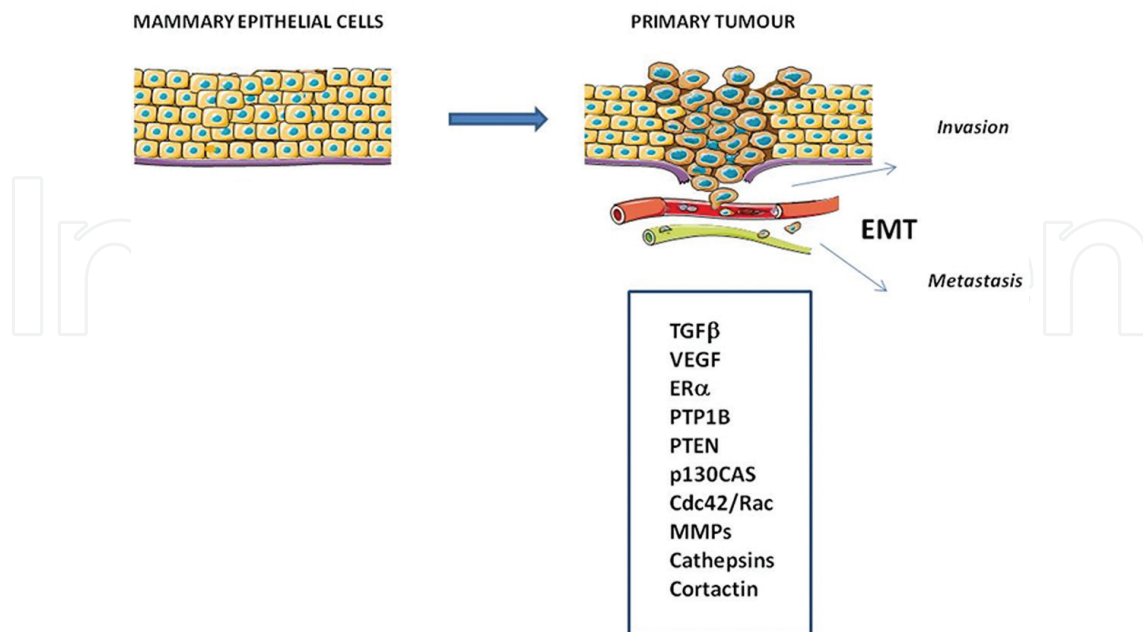 MAMMARY EPITHELIAL CELLS
PRIMARY TUMOUR
Invasion
EMT
Metastasis
TGFβ
VEGF
ERα
PTP1B
PTEN
p130CAS
Cdc42/Rac
MMPs
Cathepsins
Cortactin